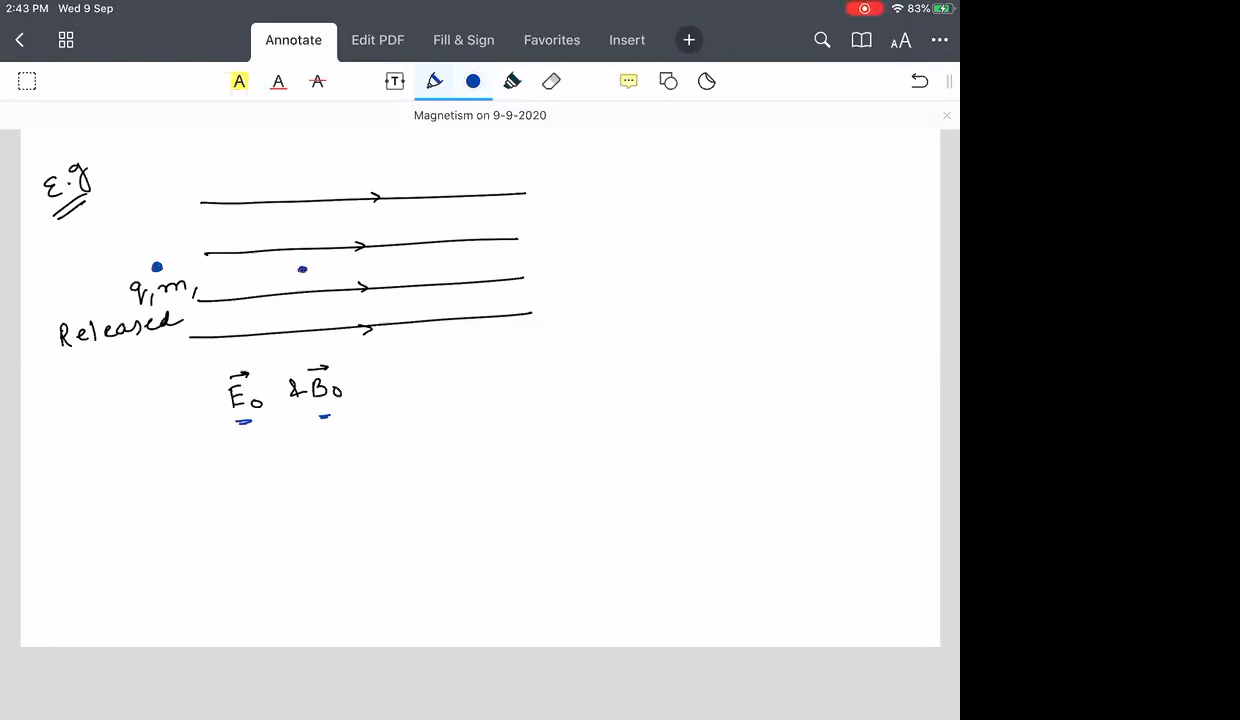 2:43 PM Wed 9 Sep 83%
Annotate Edit PDF Fill & Sign Favorites Insert AA
A A A T
Magnetism on 9-9-2020
E.g
q, m,
Released
E₀ & B₀